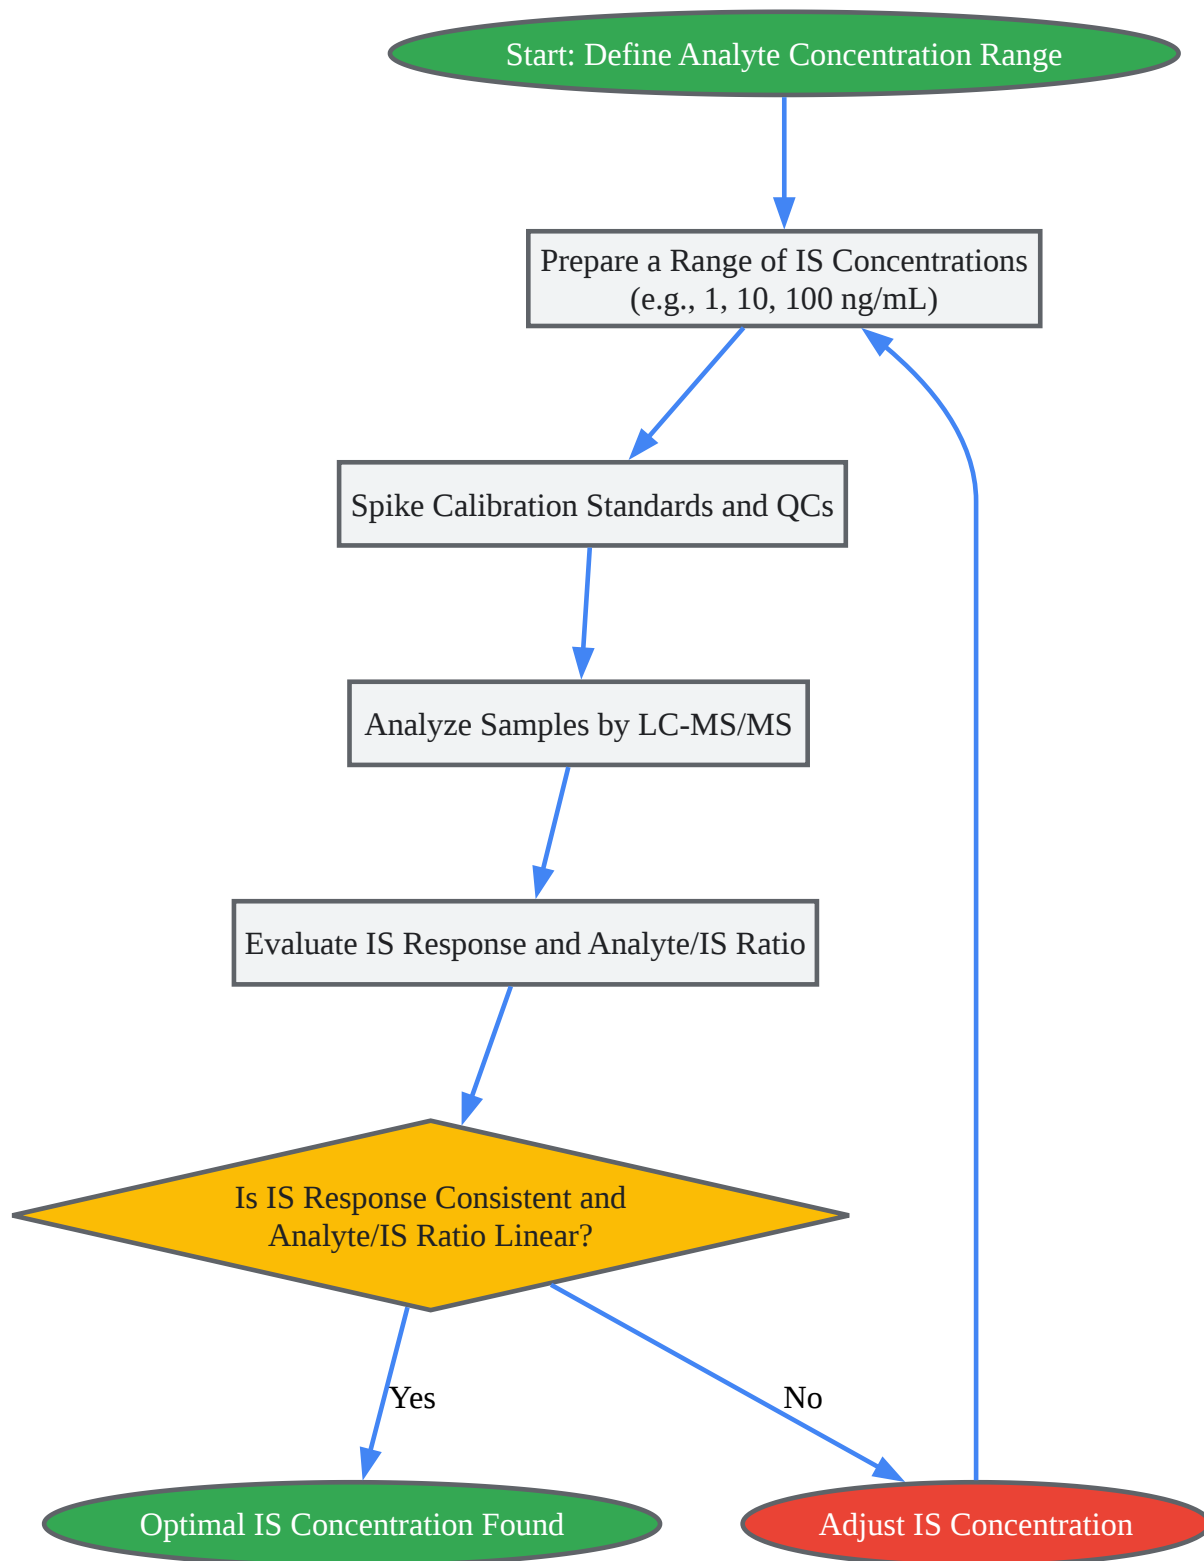 Start: Define Analyte Concentration Range
Prepare a Range of IS Concentrations
(e.g., 1, 10, 100 ng/mL)
Spike Calibration Standards and QCs
Analyze Samples by LC-MS/MS
Evaluate IS Response and Analyte/IS Ratio
Is IS Response Consistent and
Analyte/IS Ratio Linear?
Yes
No
Optimal IS Concentration Found
Adjust IS Concentration